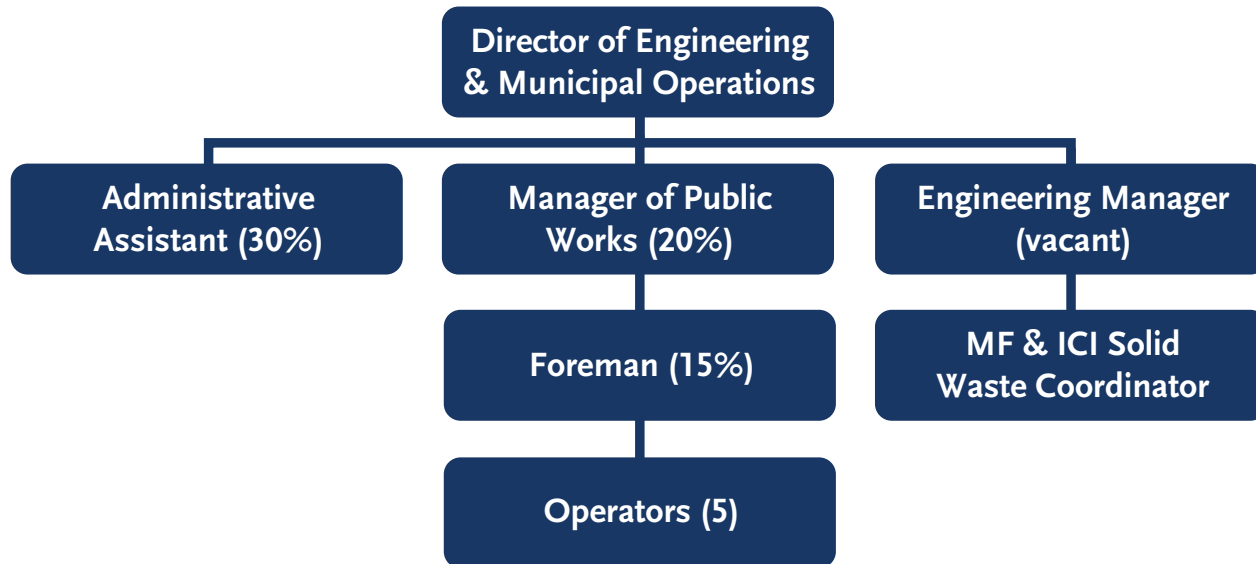 Director of Engineering
& Municipal Operations
Administrative
Assistant (30%)
Manager of Public
Works (20%)
Engineering Manager
(vacant)
Foreman (15%)
MF & ICI Solid
Waste Coordinator
Operators (5)